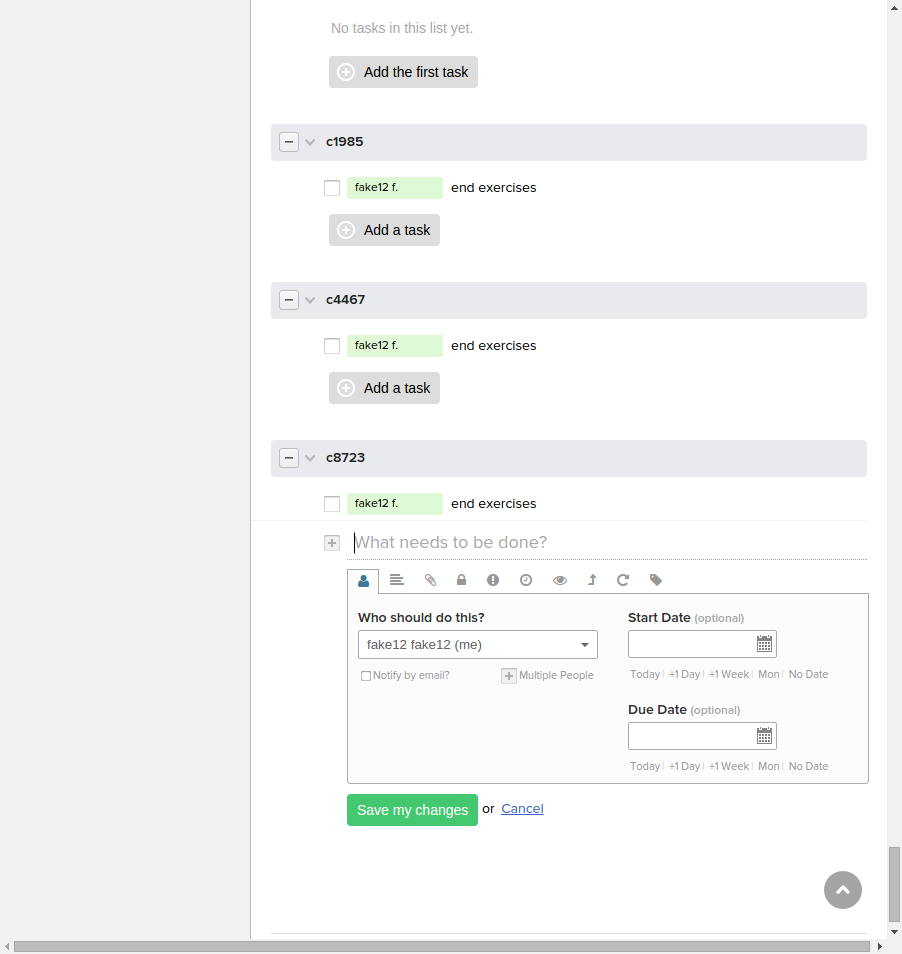 No tasks in this list yet.
Add the first task
c1985
fake12 f. end exercises
Add a task
c4467
fake12 f. end exercises
Add a task
c8723
fake12 f. end exercises
What needs to be done?
Who should do this? Start Date (optional)
fake12 fake12 (me)
Notify by email? Multiple People Today +1 Day +1 Week Mon No Date
Due Date (optional)
Today +1 Day +1 Week Mon No Date
Save my changes or Cancel